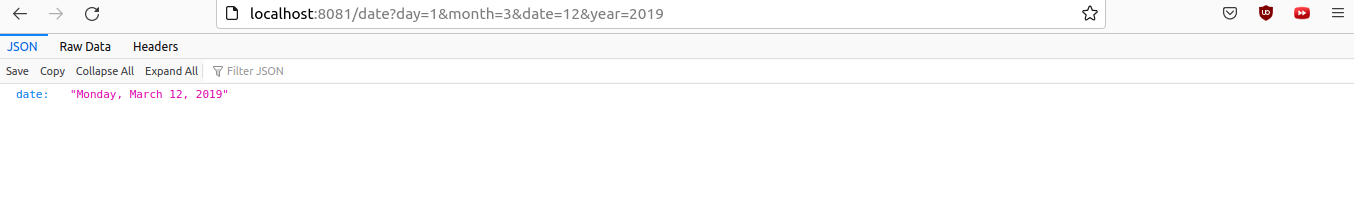 localhost:8081/date?day=1&month=3&date=12&year=2019
JSON Raw Data Headers
Save Copy Collapse All Expand All Filter JSON
date: "Monday, March 12, 2019"